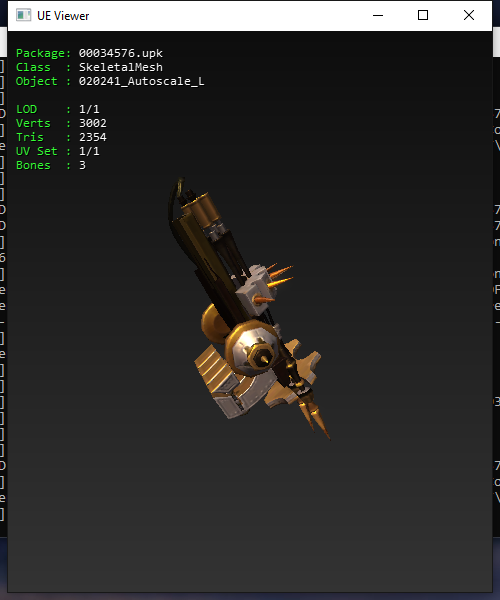 UE Viewer
Package: 00034576.upk
Class : SkeletalMesh
Object : 020241_Autoscale_L
LOD : 1/1
Verts : 3002
Tris : 2354
UV Set : 1/1
Bones : 3